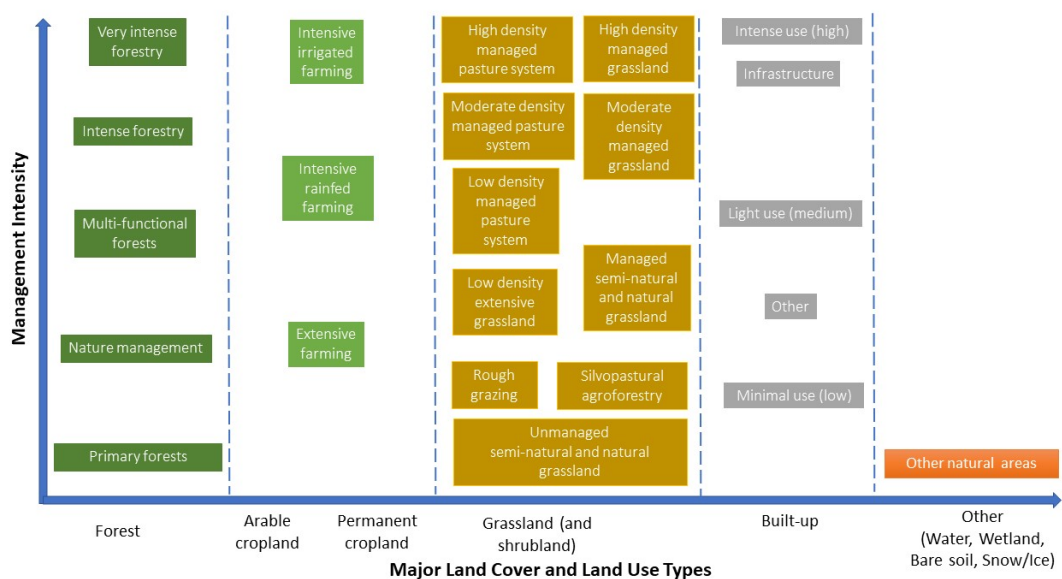 Very intense
forestry
Intense forestry
Multi-functional
forests
Nature management
Primary forests
Intensive
irrigated
farming
Intensive
rainfed
farming
Extensive
farming
High density
managed
pasture system
High density
managed
grassland
Moderate density
managed pasture
system
Moderate
density
managed
grassland
Low density
managed
pasture
system
Low density
extensive
grassland
Managed
semi-natural
and natural
grassland
Rough
grazing
Silvopastural
agroforestry
Unmanaged
semi-natural and natural
grassland
Intense use (high)
Infrastructure
Light use (medium)
Other
Minimal use (low)
Other natural areas
Management Intensity
Forest
Arable
cropland
Permanent
cropland
Grassland (and
shrubland)
Built-up
Other
(Water, Wetland,
Bare soil, Snow/Ice)
Major Land Cover and Land Use Types